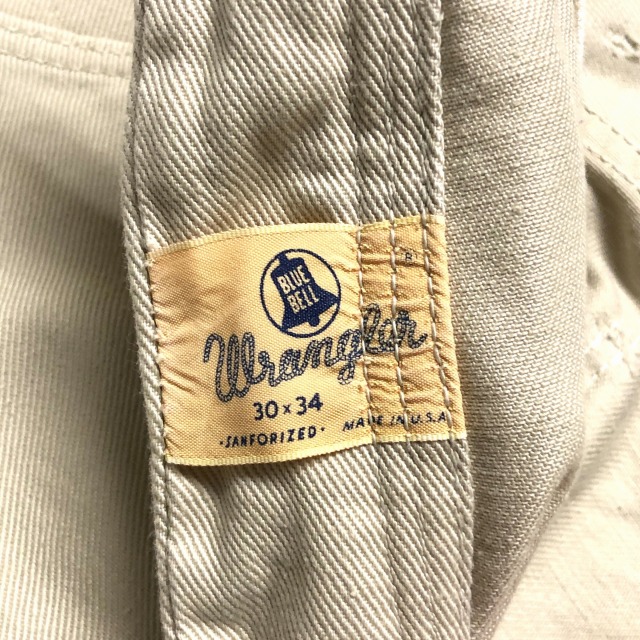 BLUE
BELL
Wrangler
30 x 34
·SANFORIZED· MADE IN U.S.A